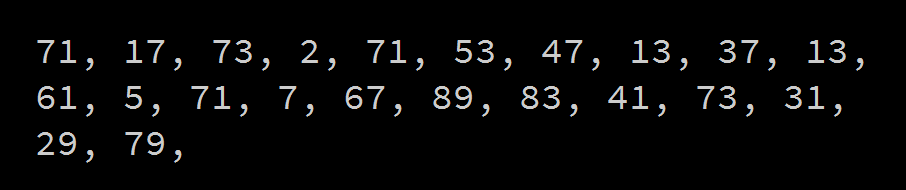 71, 17, 73, 2, 71, 53, 47, 13, 37, 13,
61, 5, 71, 7, 67, 89, 83, 41, 73, 31,
29, 79,